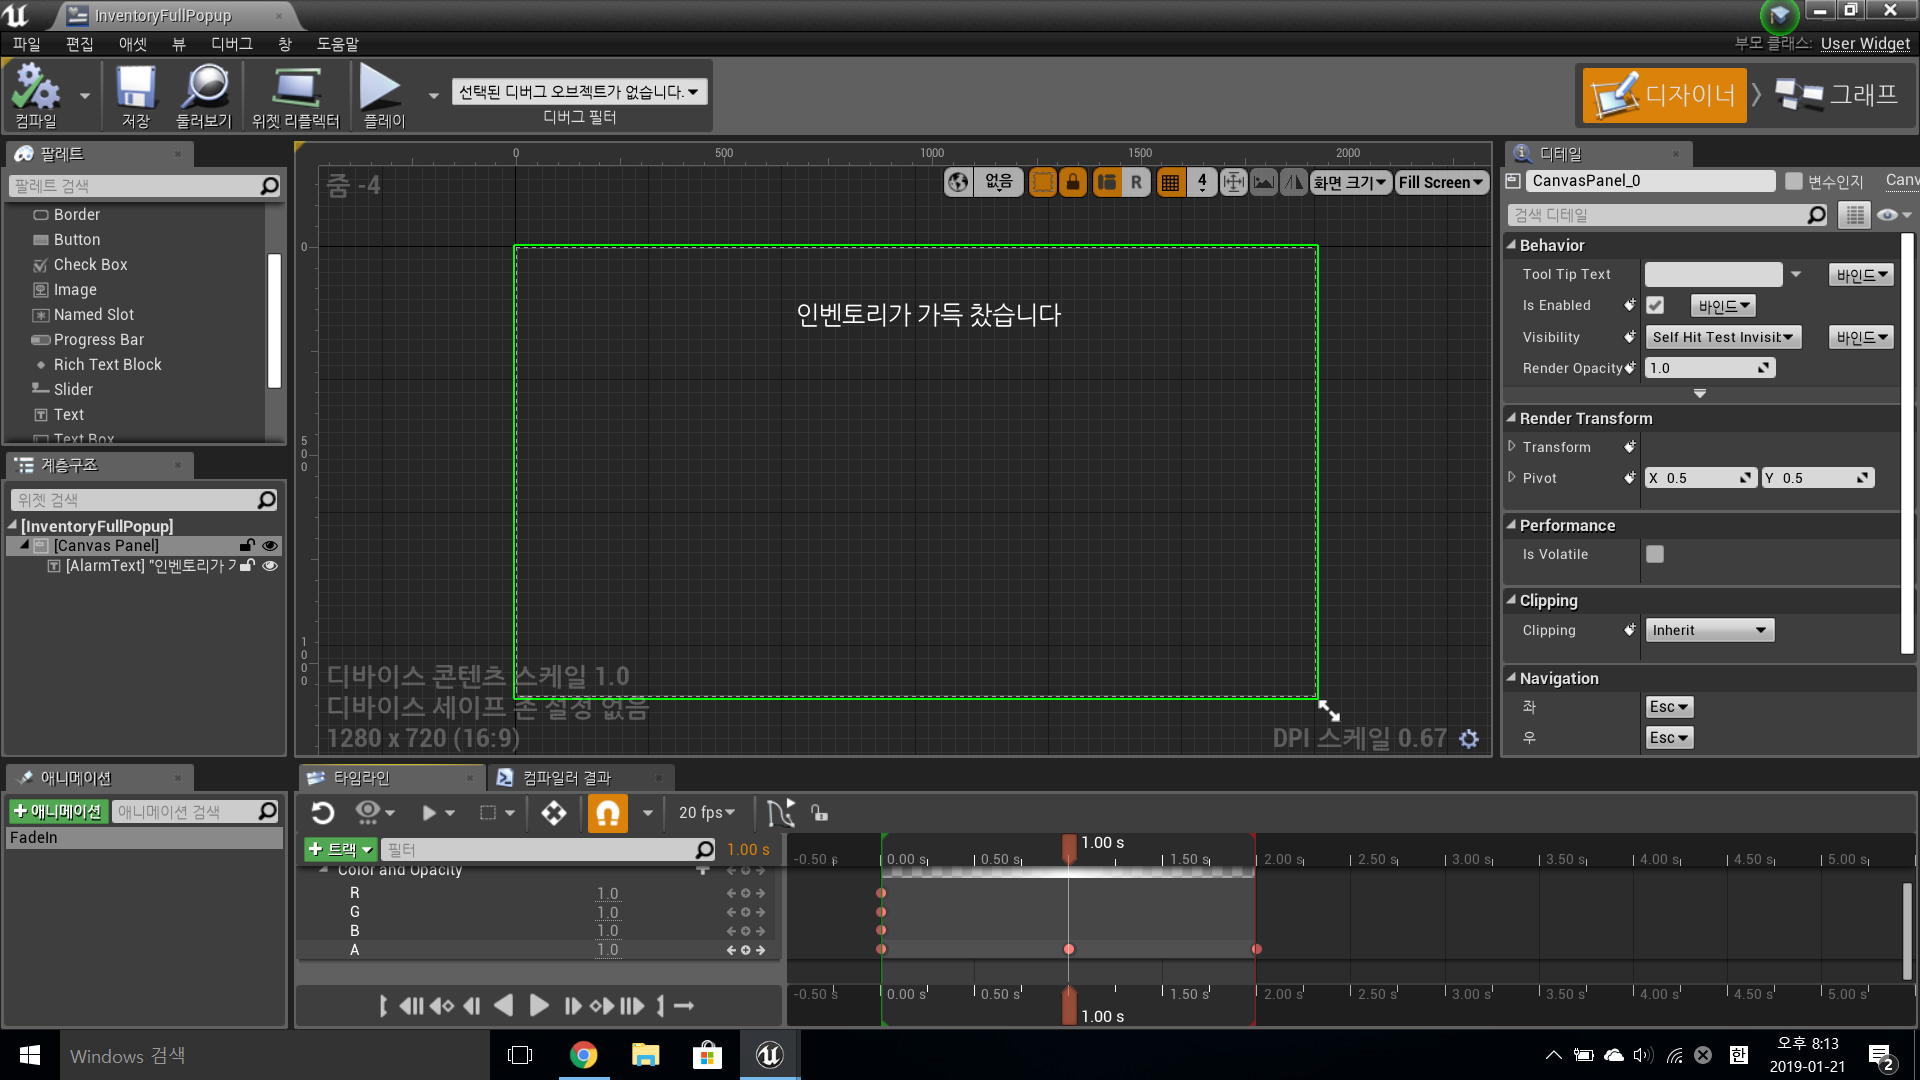 InventoryFullPopup
파일 편집 애셋 뷰 디버그 창 도움말
부모 클래스: User Widget
컴파일 저장 둘러보기 위젯 리플렉터 플레이
선택된 디버그 오브젝트가 없습니다.
디버그 필터
디자이너 그래프
팔레트
팔레트 검색
Border
Button
Check Box
Image
Named Slot
Progress Bar
Rich Text Block
Slider
Text
Text Box
계층구조
위젯 검색
[InventoryFullPopup]
[Canvas Panel]
[AlarmText] "인벤토리가 가
0 500 1000 1500 2000
줌 -4
없음 R 4 화면 크기 Fill Screen
0
500
1000
인벤토리가 가득 찼습니다
디바이스 콘텐츠 스케일 1.0
디바이스 세이프 존 설정 없음
1280 x 720 (16:9)
DPI 스케일 0.67
디테일
CanvasPanel_0 변수인지 Canv
검색 디테일
Behavior
Tool Tip Text 바인드
Is Enabled 바인드
Visibility Self Hit Test Invisib 바인드
Render Opacity 1.0
Render Transform
Transform
Pivot X 0.5 Y 0.5
Performance
Is Volatile
Clipping
Clipping Inherit
Navigation
좌 Esc
우 Esc
애니메이션
+애니메이션 애니메이션 검색
FadeIn
타임라인 컴파일러 결과
20 fps
+ 트랙 필터 1.00 s
1.00 s
-0.50 s 0.00 s 0.50 s 1.50 s 2.00 s 2.50 s 3.00 s 3.50 s 4.00 s 4.50 s 5.00 s
Color and Opacity
R 1.0
G 1.0
B 1.0
A 1.0
-0.50 s 0.00 s 0.50 s 1.50 s 2.00 s 2.50 s 3.00 s 3.50 s 4.00 s 4.50 s 5.00 s
1.00 s
Windows 검색
한
오후 8:13
2019-01-21
2